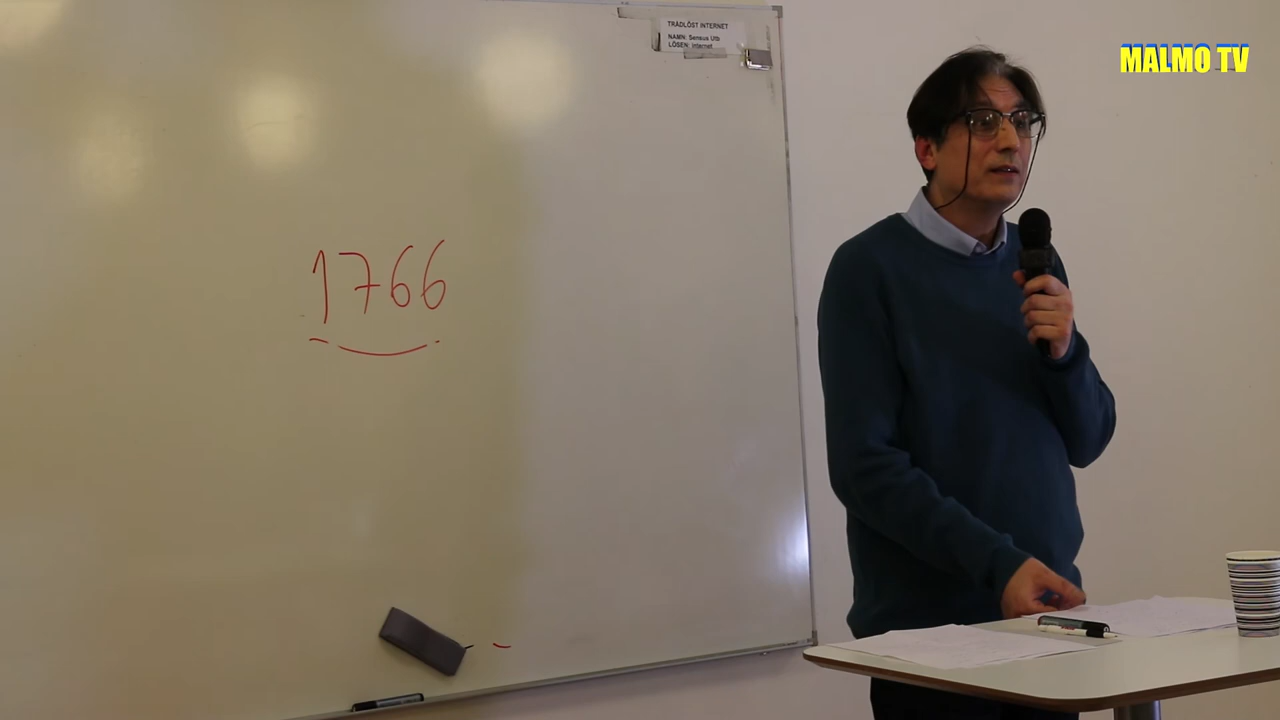 TRÅDLÖST INTERNET
NAMN: Sensus Utb
LÖSEN: internet
MALMO TV
1766